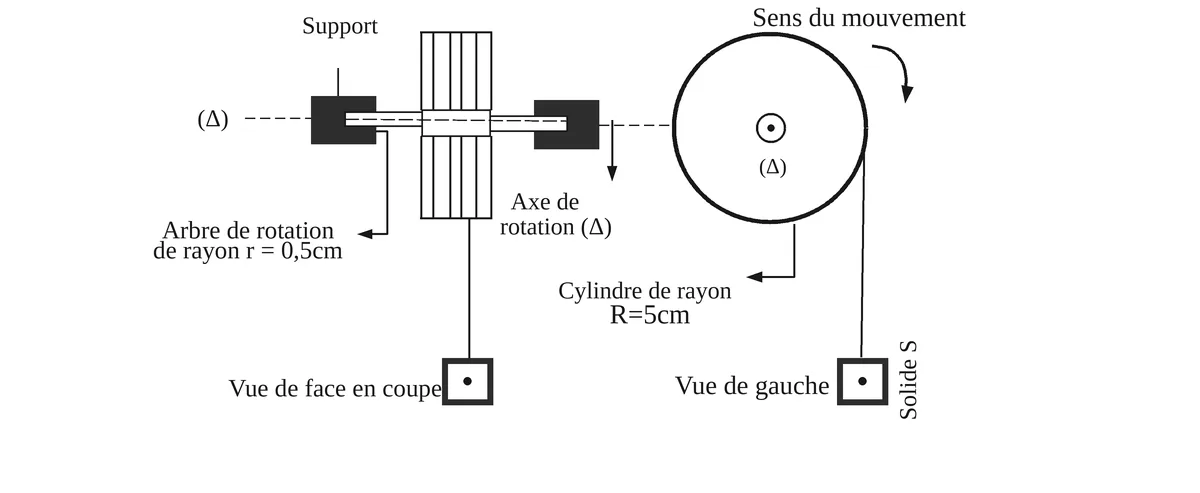 Support
Sens du mouvement
(Δ)
(Δ)
Axe de
rotation (Δ)
Arbre de rotation
de rayon r = 0,5cm
Cylindre de rayon
R=5cm
Vue de face en coupe
Vue de gauche
Solide S